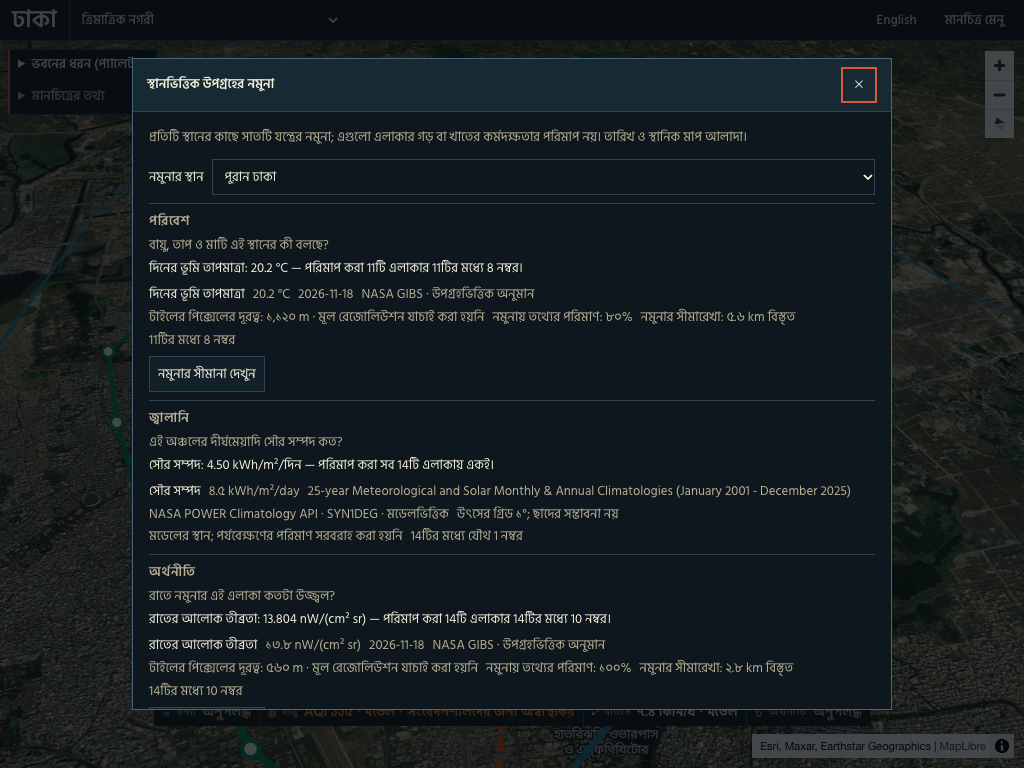 ঢাকা
ত্রিমাত্রিক নগরী
English
মানচিত্র মেনু
ভবনের ধরন (প্যালেট
মানচিত্রের তথ্য
স্থানভিত্তিক উপগ্রহের নমুনা
×
প্রতিটি স্থানের কাছে সাতটি যন্ত্রের নমুনা; এগুলো এলাকার গড় বা খাতের কর্মদক্ষতার পরিমাপ নয়। তারিখ ও স্থানিক মাপ আলাদা।
নমুনার স্থান
পুরান ঢাকা
পরিবেশ
বায়ু, তাপ ও মাটি এই স্থানের কী বলছে?
দিনের ভূমি তাপমাত্রা: 20.2 °C — পরিমাপ করা 11টি এলাকার 11টির মধ্যে 8 নম্বর।
দিনের ভূমি তাপমাত্রা 20.2 °C 2026-11-18 NASA GIBS · উপগ্রহভিত্তিক অনুমান
টাইলের পিক্সেলের দূরত্ব: ১,১২০ m · মূল রেজোলিউশন যাচাই করা হয়নি নমুনায় তথ্যের পরিমাণ: ৮০% নমুনার সীমারেখা: ৫.৬ km বিস্তৃত
11টির মধ্যে 8 নম্বর
নমুনার সীমানা দেখুন
জ্বালানি
এই অঞ্চলের দীর্ঘমেয়াদি সৌর সম্পদ কত?
সৌর সম্পদ: 4.50 kWh/m²/দিন — পরিমাপ করা সব 14টি এলাকায় একই।
সৌর সম্পদ ৪.৫ kWh/m²/day 25-year Meteorological and Solar Monthly & Annual Climatologies (January 2001 - December 2025)
NASA POWER Climatology API · SYN1DEG · মডেলভিত্তিক উৎসের গ্রিড ১°; ছাদের সম্ভাবনা নয়
মডেলের স্থান; পর্যবেক্ষণের পরিমাণ সরবরাহ করা হয়নি 14টির মধ্যে যৌথ 1 নম্বর
অর্থনীতি
রাতে নমুনার এই এলাকা কতটা উজ্জ্বল?
রাতের আলোক তীব্রতা: 13.804 nW/(cm² sr) — পরিমাপ করা 14টি এলাকার 14টির মধ্যে 10 নম্বর।
রাতের আলোক তীব্রতা ১৩.৮ nW/(cm² sr) 2026-11-18 NASA GIBS · উপগ্রহভিত্তিক অনুমান
টাইলের পিক্সেলের দূরত্ব: ৫৬০ m · মূল রেজোলিউশন যাচাই করা হয়নি নমুনায় তথ্যের পরিমাণ: ১০০% নমুনার সীমারেখা: ২.৮ km বিস্তৃত
14টির মধ্যে 10 নম্বর
Esri, Maxar, Earthstar Geographics | MapLibre